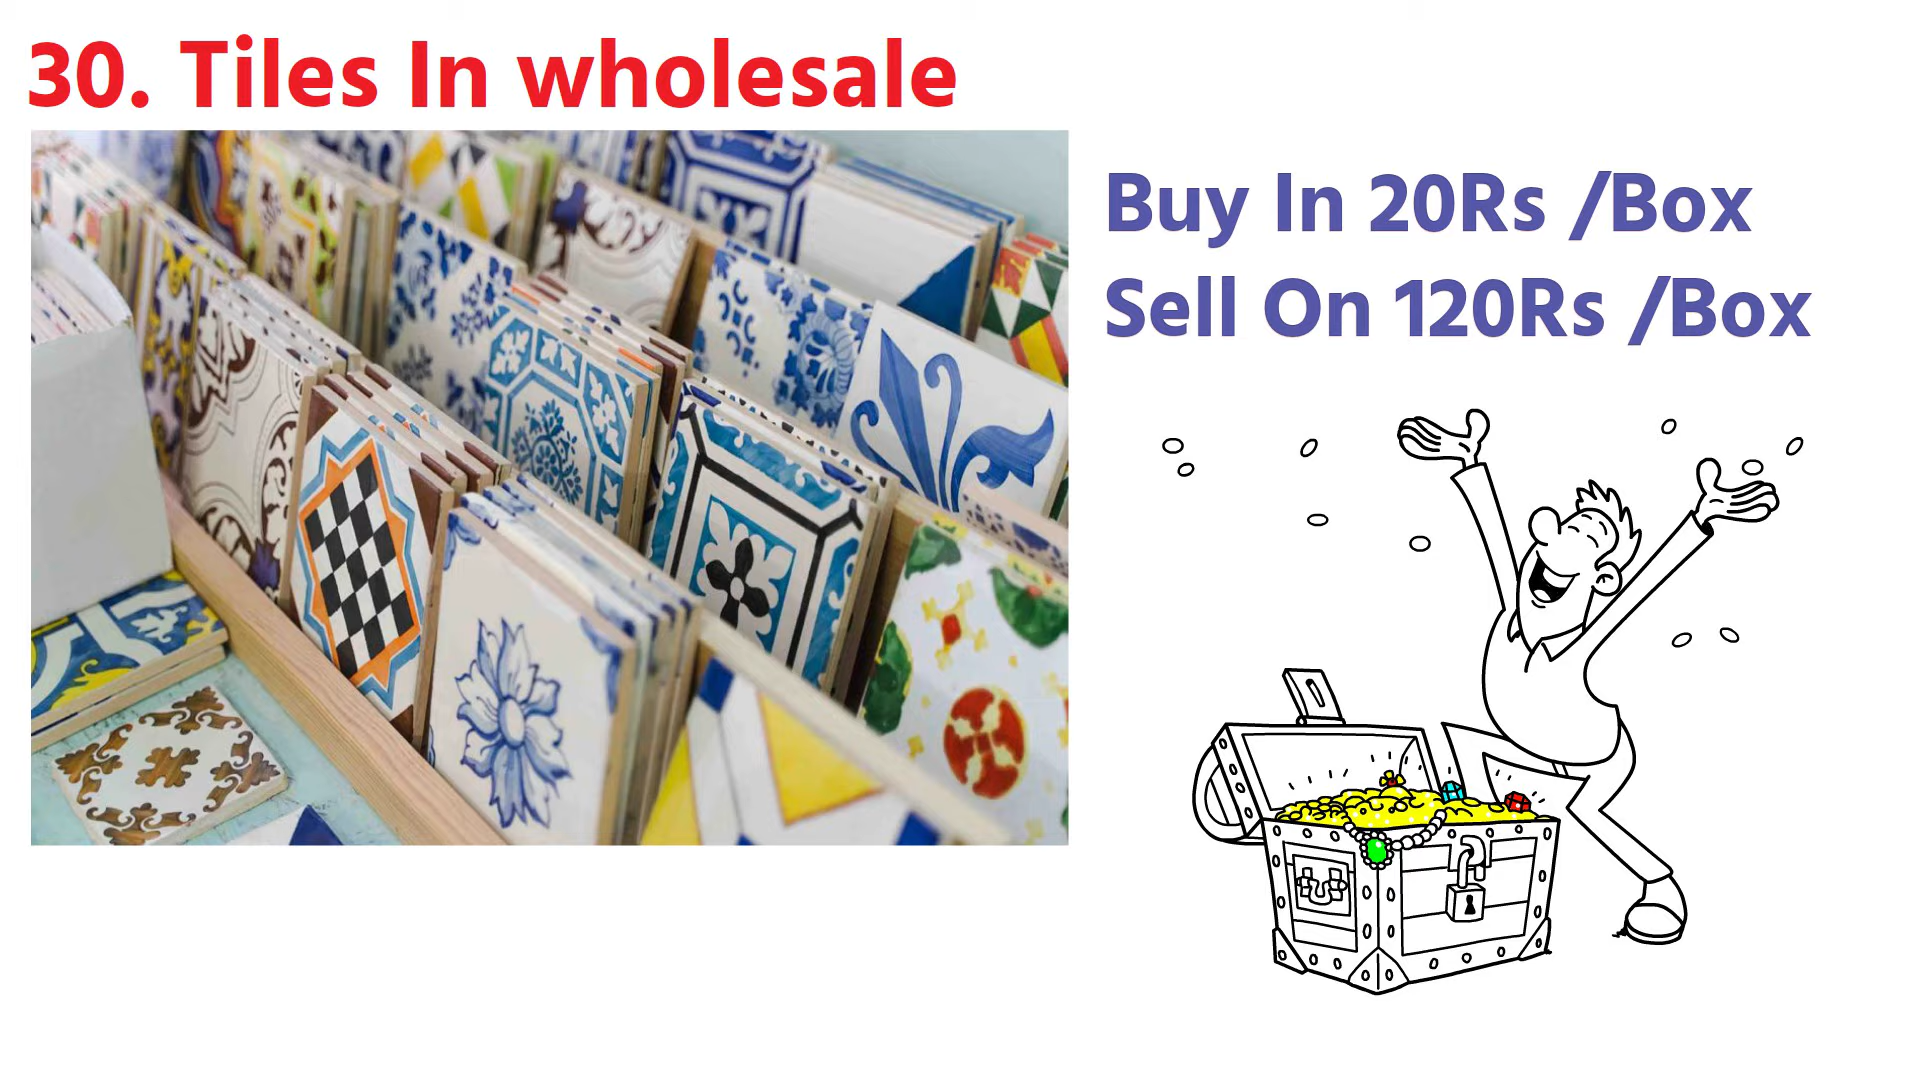 30. Tiles In wholesale
Buy In 20Rs /Box
Sell On 120Rs /Box